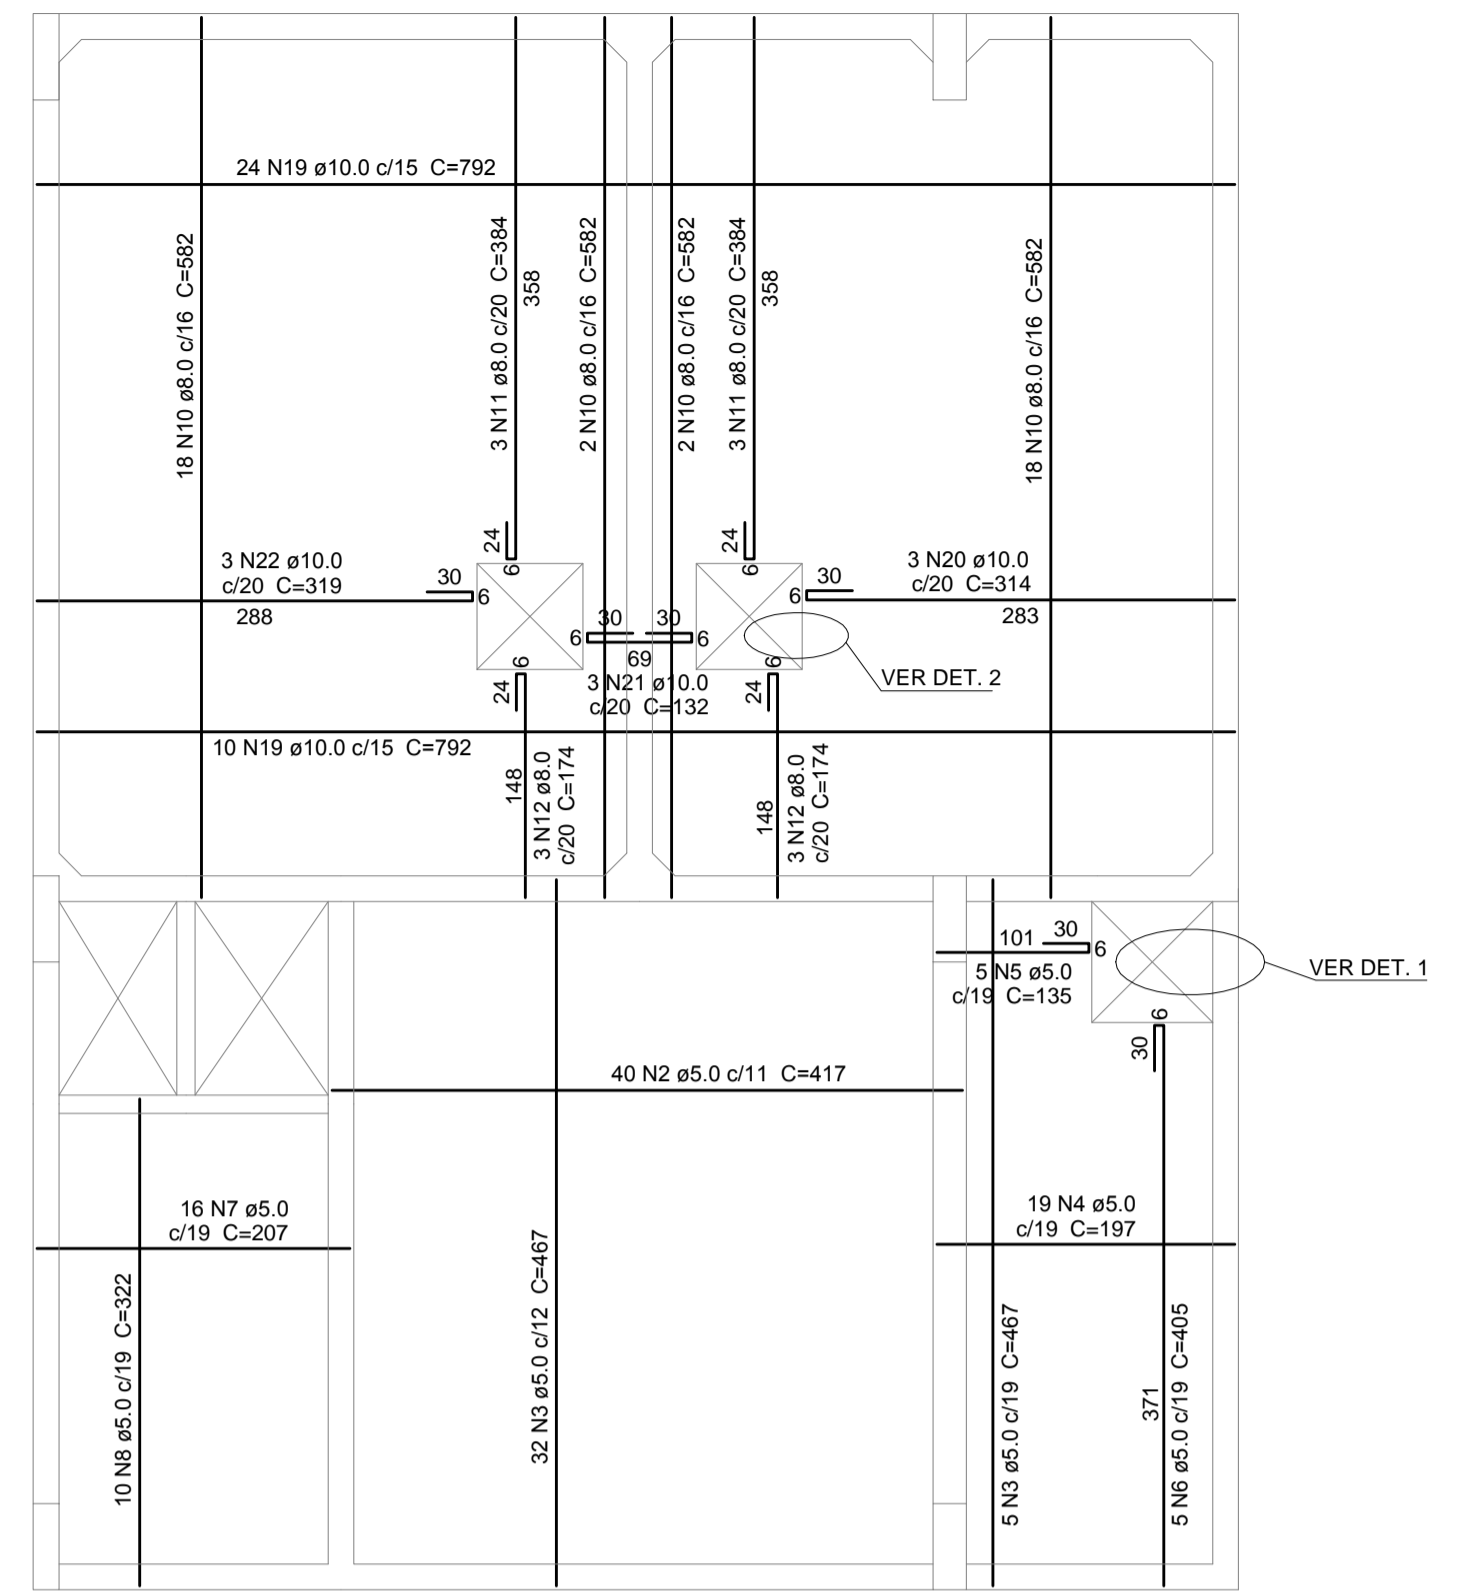 24 N19 ø10.0 c/15 C=792
18 N10 ø8.0 c/16 C=582
3 N11 ø8.0 c/20 C=384
358
2 N10 ø8.0 c/16 C=582
2 N10 ø8.0 c/16 C=582
3 N11 ø8.0 c/20 C=384
358
18 N10 ø8.0 c/16 C=582
24
6
24
6
3 N22 ø10.0
c/20 C=319
288
30
6
3 N20 ø10.0
c/20 C=314
283
30
6
30
30
6
6
69
3 N21 ø10.0
c/20 C=132
6
24
6
24
VER DET. 2
10 N19 ø10.0 c/15 C=792
148
3 N12 ø8.0
c/20 C=174
148
3 N12 ø8.0
c/20 C=174
101
30
6
5 N5 ø5.0
c/19 C=135
VER DET. 1
6
30
40 N2 ø5.0 c/11 C=417
16 N7 ø5.0
c/19 C=207
19 N4 ø5.0
c/19 C=197
10 N8 ø5.0 c/19 C=322
32 N3 ø5.0 c/12 C=467
5 N3 ø5.0 c/19 C=467
371
5 N6 ø5.0 c/19 C=405